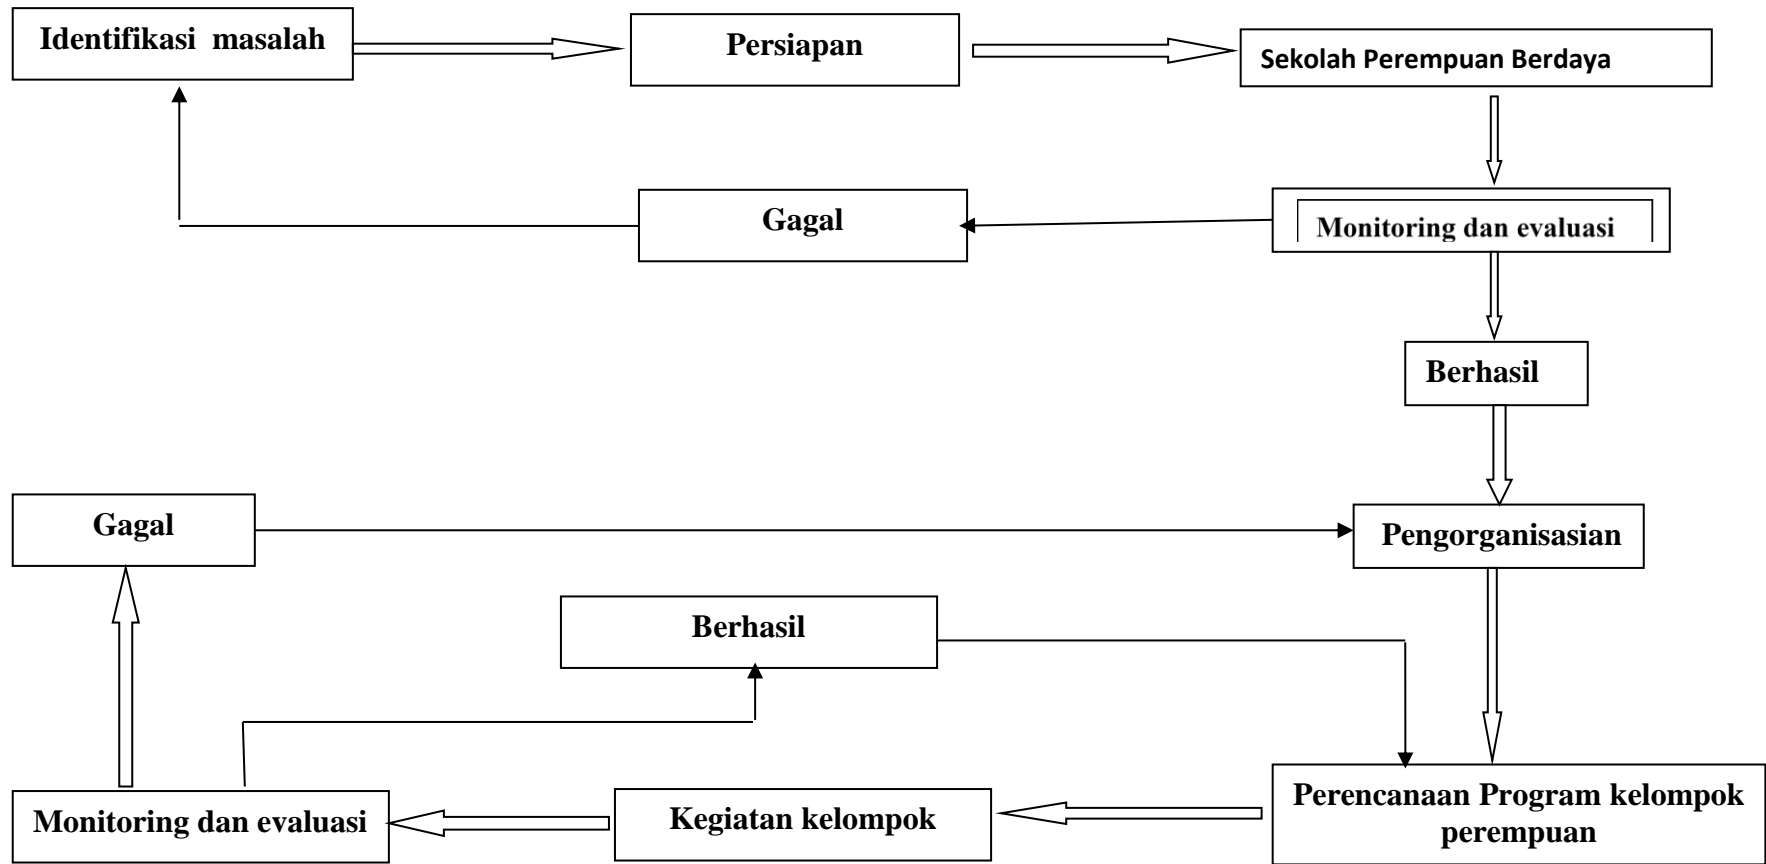 Identifikasi masalah
Persiapan
Sekolah Perempuan Berdaya
Gagal
Monitoring dan evaluasi
Berhasil
Gagal
Pengorganisasian
Berhasil
Monitoring dan evaluasi
Kegiatan kelompok
Perencanaan Program kelompok
perempuan